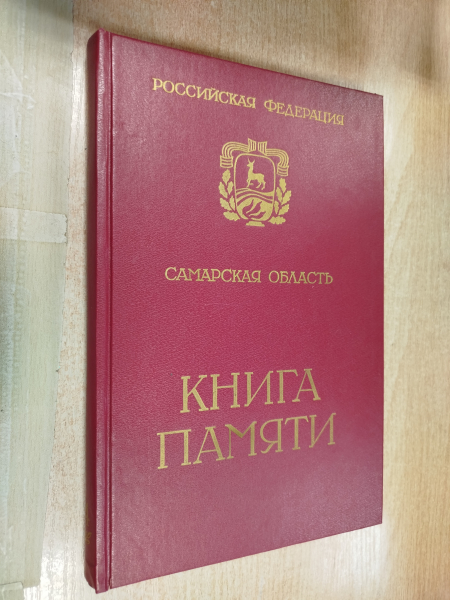 РОССИЙСКАЯ ФЕДЕРАЦИЯ
САМАРСКАЯ ОБЛАСТЬ
КНИГА
ПАМЯТИ